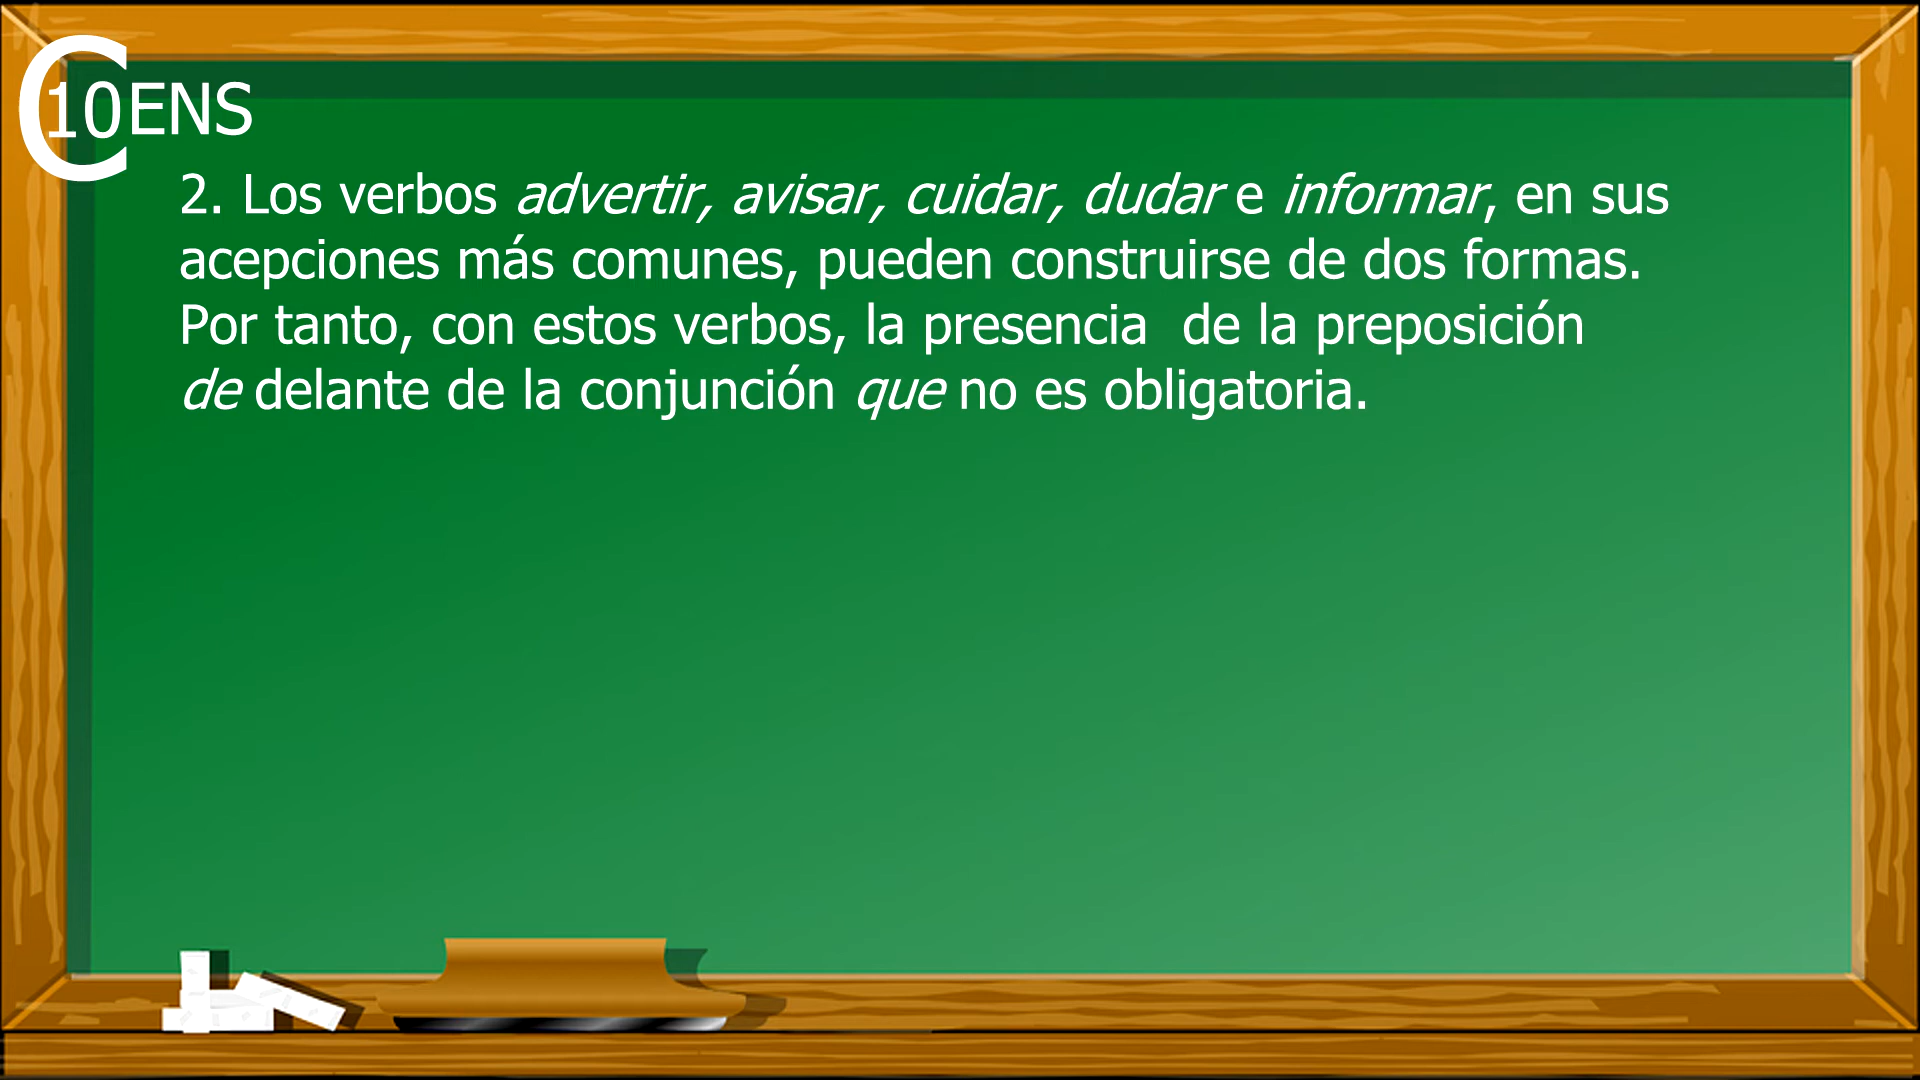 C10ENS
2. Los verbos advertir, avisar, cuidar, dudar e informar, en sus
acepciones más comunes, pueden construirse de dos formas.
Por tanto, con estos verbos, la presencia  de la preposición
de delante de la conjunción que no es obligatoria.